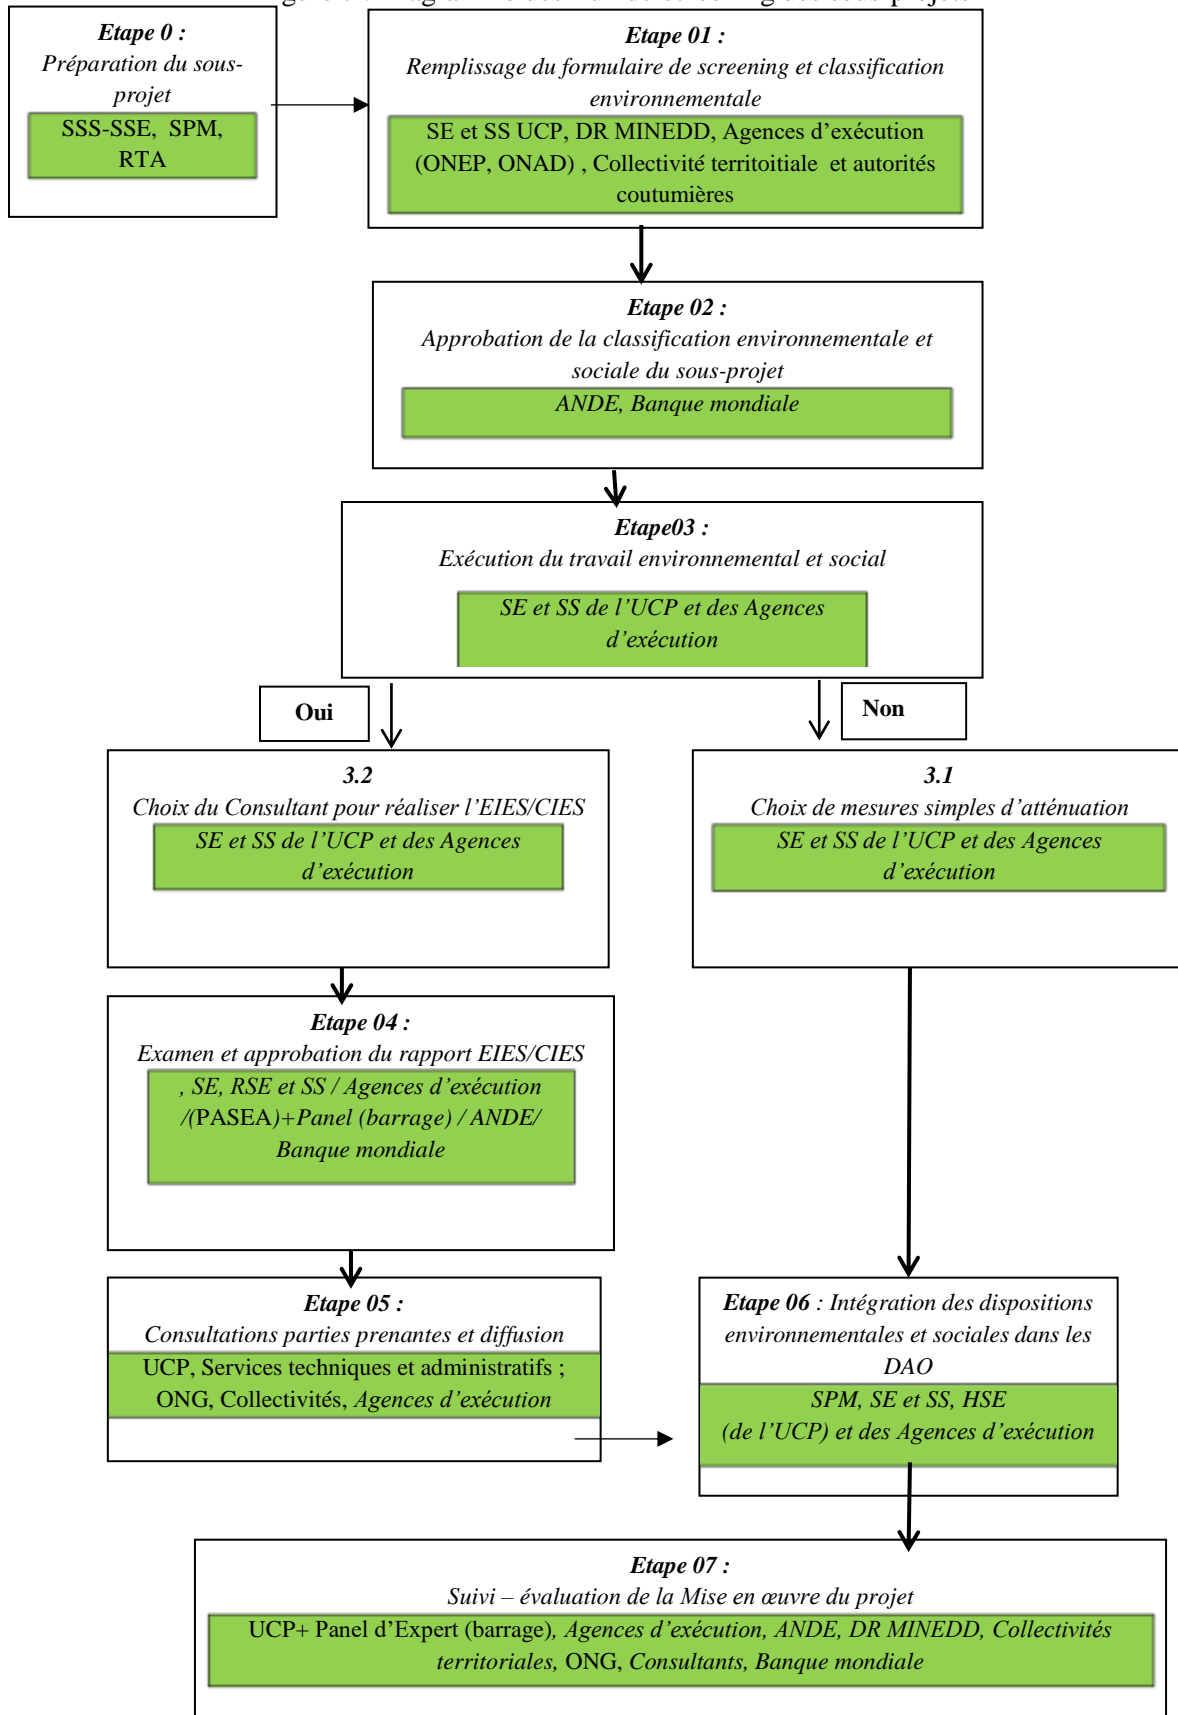 Etape 0 :
Préparation du sous-
projet
SSS-SSE, SPM,
RTA
Etape 01 :
Remplissage du formulaire de screening et classification
environnementale
SE et SS UCP, DR MINEDD, Agences d’exécution
(ONEP, ONAD) , Collectivité territoitiale et autorités
coutumières
Etape 02 :
Approbation de la classification environnementale et
sociale du sous-projet
ANDE, Banque mondiale
Etape03 :
Exécution du travail environnemental et social
SE et SS de l’UCP et des Agences
d’exécution
Oui
Non
3.2
Choix du Consultant pour réaliser l’EIES/CIES
SE et SS de l’UCP et des Agences
d’exécution
3.1
Choix de mesures simples d’atténuation
SE et SS de l’UCP et des Agences
d’exécution
Etape 04 :
Examen et approbation du rapport EIES/CIES
, SE, RSE et SS / Agences d’exécution
/(PASEA)+Panel (barrage) / ANDE/
Banque mondiale
Etape 05 :
Consultations parties prenantes et diffusion
UCP, Services techniques et administratifs ;
ONG, Collectivités, Agences d’exécution
Etape 06 : Intégration des dispositions
environnementales et sociales dans les
DAO
SPM, SE et SS, HSE
(de l’UCP) et des Agences d’exécution
Etape 07 :
Suivi – évaluation de la Mise en œuvre du projet
UCP+ Panel d’Expert (barrage), Agences d’exécution, ANDE, DR MINEDD, Collectivités
territoriales, ONG, Consultants, Banque mondiale